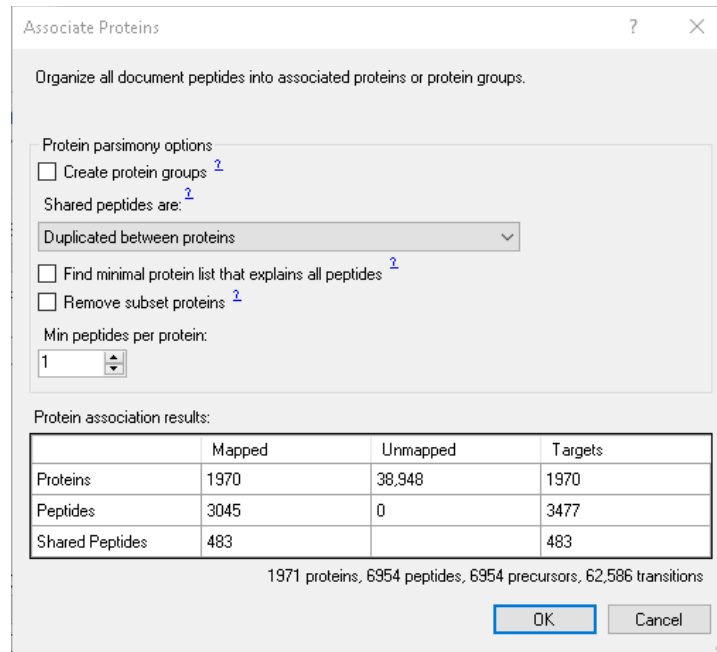 Associate Proteins ?
Organize all document peptides into associated proteins or protein groups.
Protein parsimony options
Create protein groups ?
Shared peptides are: ?
Duplicated between proteins
Find minimal protein list that explains all peptides ?
Remove subset proteins ?
Min peptides per protein:
1
Protein association results:
Mapped Unmapped Targets
Proteins 1970 38,948 1970
Peptides 3045 0 3477
Shared Peptides 483 483
1971 proteins, 6954 peptides, 6954 precursors, 62,586 transitions
OK Cancel